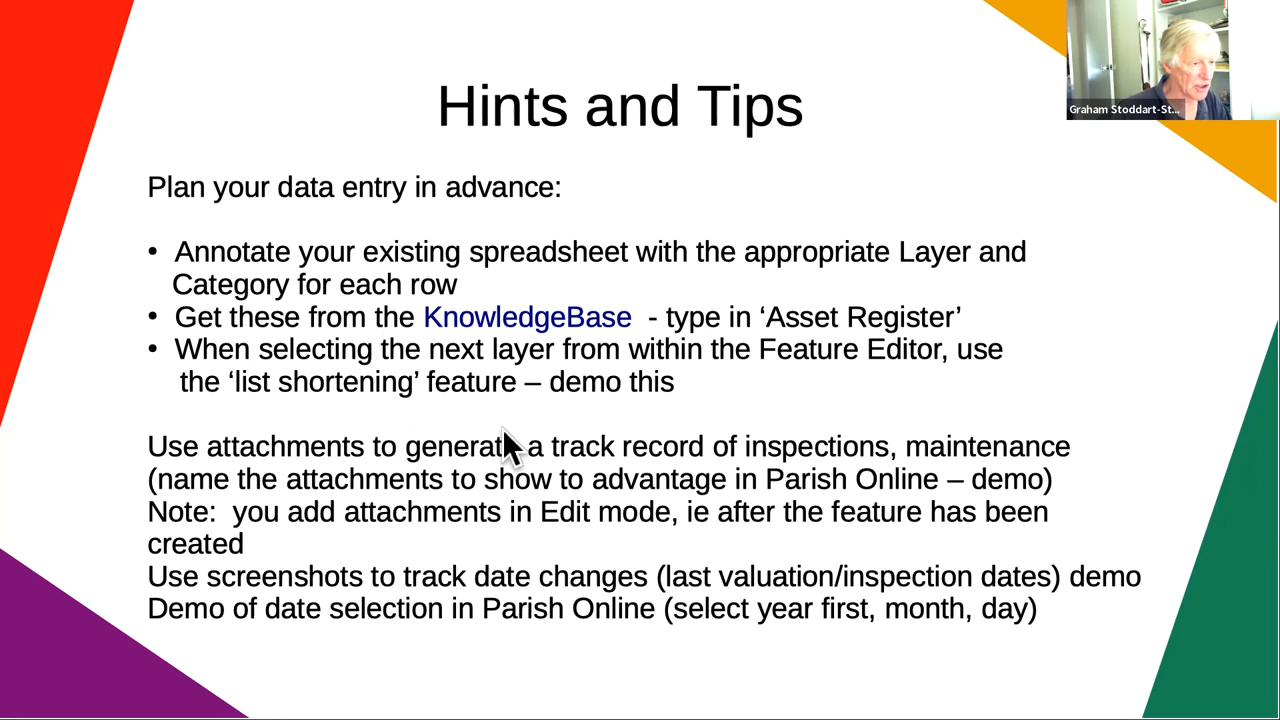 Graham Stoddart-St...
Hints and Tips
Plan your data entry in advance:
• Annotate your existing spreadsheet with the appropriate Layer and
Category for each row
• Get these from the KnowledgeBase - type in ‘Asset Register’
• When selecting the next layer from within the Feature Editor, use
the ‘list shortening’ feature – demo this
Use attachments to generate a track record of inspections, maintenance
(name the attachments to show to advantage in Parish Online – demo)
Note: you add attachments in Edit mode, ie after the feature has been
created
Use screenshots to track date changes (last valuation/inspection dates) demo
Demo of date selection in Parish Online (select year first, month, day)